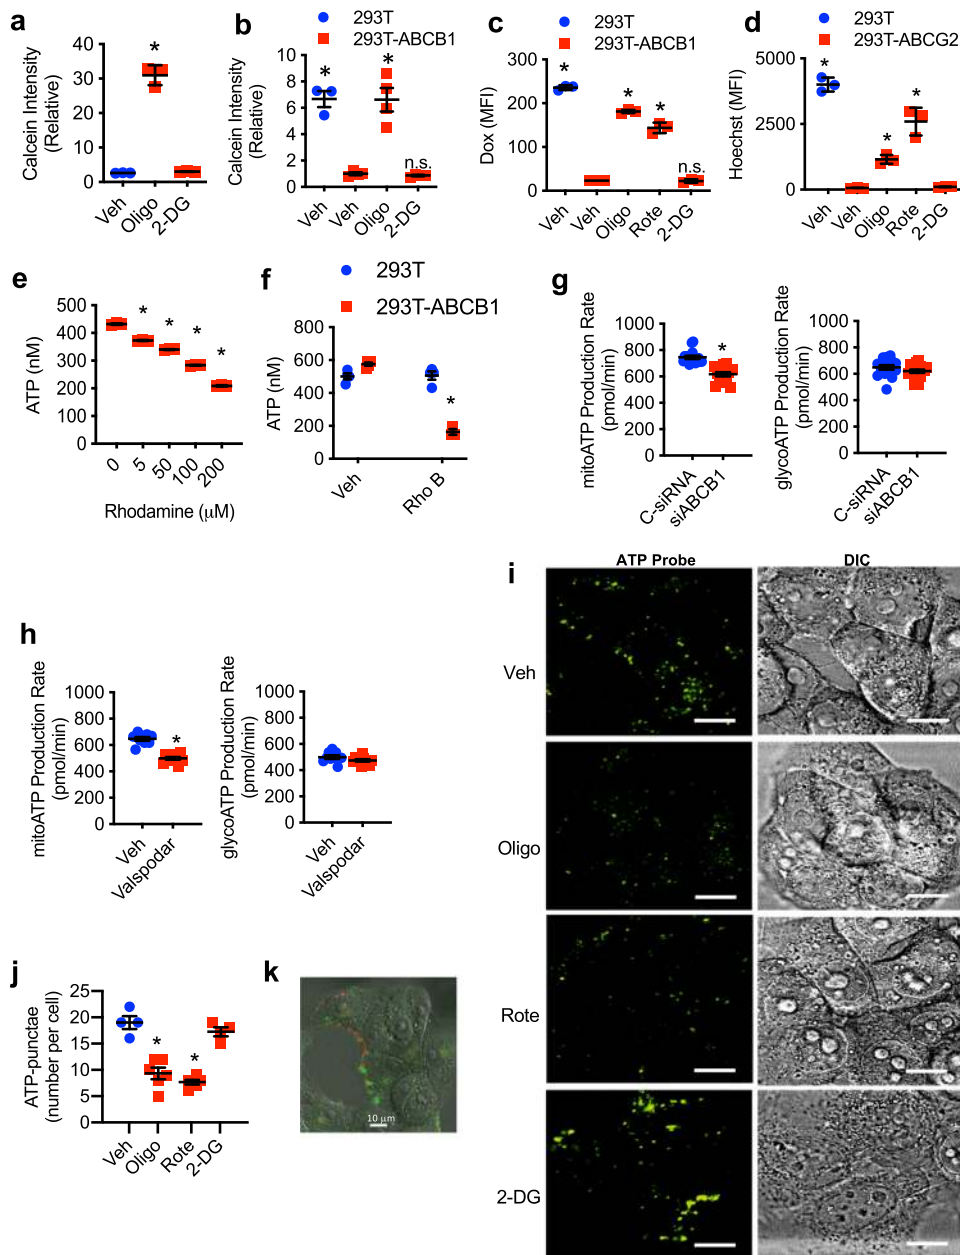 a
Calcein Intensity
(Relative)
40
30
20
10
0
*
Veh
Oligo
2-DG
b
293T
293T-ABCB1
Calcein Intensity
(Relative)
10
8
6
4
2
0
*
*
n.s.
Veh
Veh
Oligo
2-DG
c
293T
293T-ABCB1
Dox (MFI)
300
200
100
0
*
*
*
n.s.
Veh
Veh
Oligo
Rote
2-DG
d
293T
293T-ABCG2
Hoechst (MFI)
5000
2500
0
*
*
*
Veh
Veh
Oligo
Rote
2-DG
e
ATP (nM)
500
400
300
200
100
0
*
*
*
*
0
5
50
100
200
Rhodamine (μM)
f
293T
293T-ABCB1
ATP (nM)
800
600
400
200
0
*
Veh
Rho B
g
mitoATP Production Rate
(pmol/min)
1000
800
600
400
200
0
*
C-siRNA
siABCB1
glycoATP Production Rate
(pmol/min)
1000
800
600
400
200
0
C-siRNA
siABCB1
h
mitoATP Production Rate
(pmol/min)
1000
800
600
400
200
0
*
Veh
Valspodar
glycoATP Production Rate
(pmol/min)
1000
800
600
400
200
0
Veh
Valspodar
i
ATP Probe
DIC
Veh
Oligo
Rote
2-DG
j
ATP-punctae
(number per cell)
25
20
15
10
5
0
*
*
Veh
Oligo
Rote
2-DG
k
10 μm